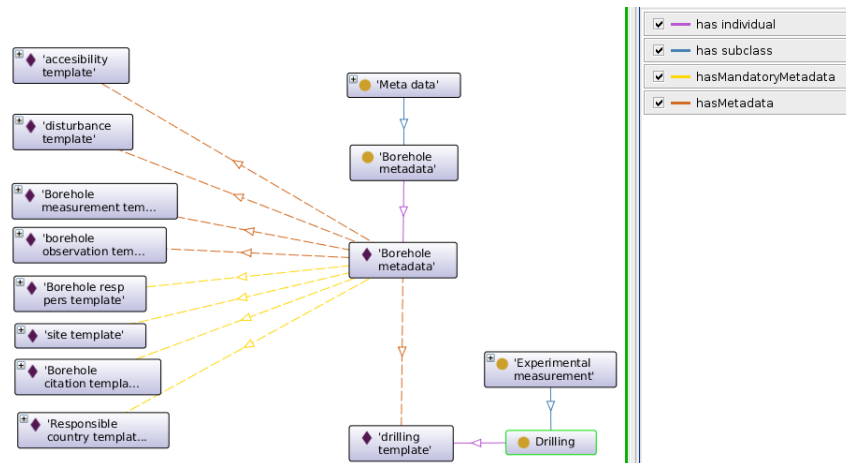 'accesibility
template'
'disturbance
template'
'Borehole
measurement tem...
'borehole
observation tem...
'Borehole resp
pers template'
'site template'
'Borehole
citation templa...
'Responsible
country templat...
'Meta data'
'Borehole
metadata'
'Borehole
metadata'
'Experimental
measurement'
'drilling
template'
Drilling
has individual
has subclass
hasMandatoryMetadata
hasMetadata